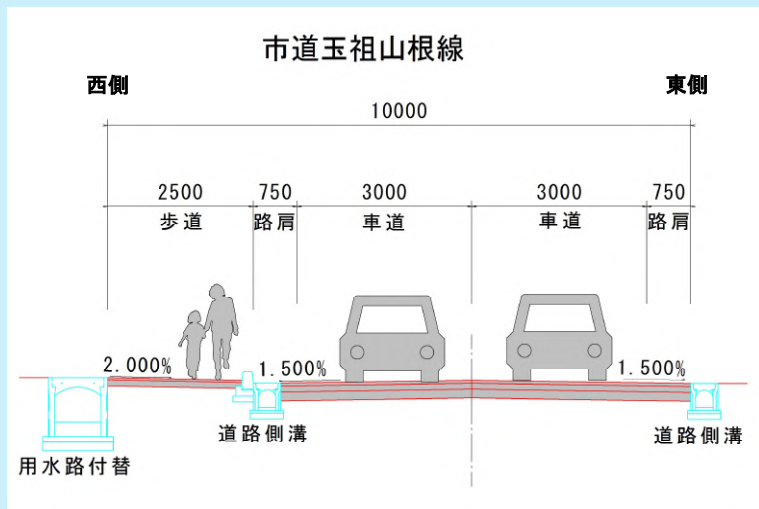 市道玉祖山根線
西側
東側
10000
2500
750
3000
3000
750
歩道
路肩
車道
車道
路肩
2.000%
1.500%
1.500%
道路側溝
道路側溝
用水路付替